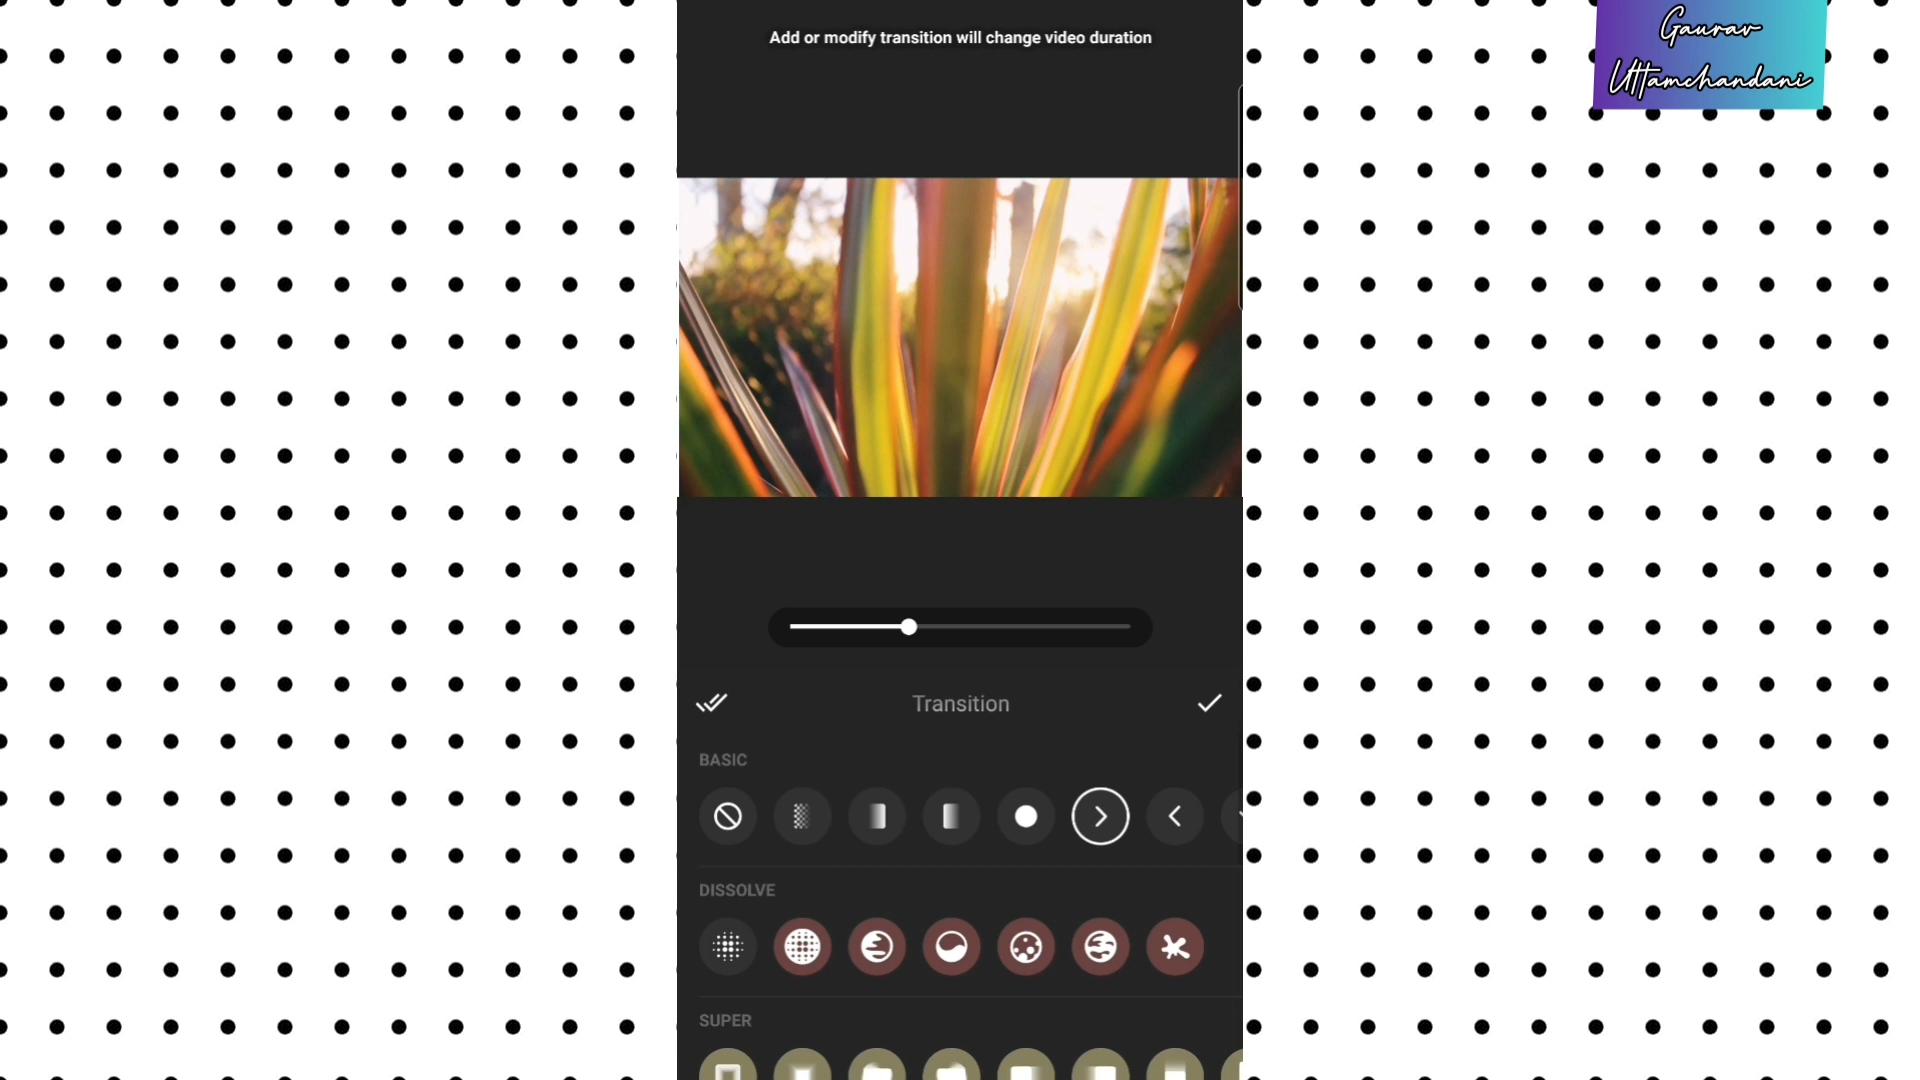 Add or modify transition will change video duration
Gaurav
Uttamchandani
Transition
BASIC
DISSOLVE
SUPER